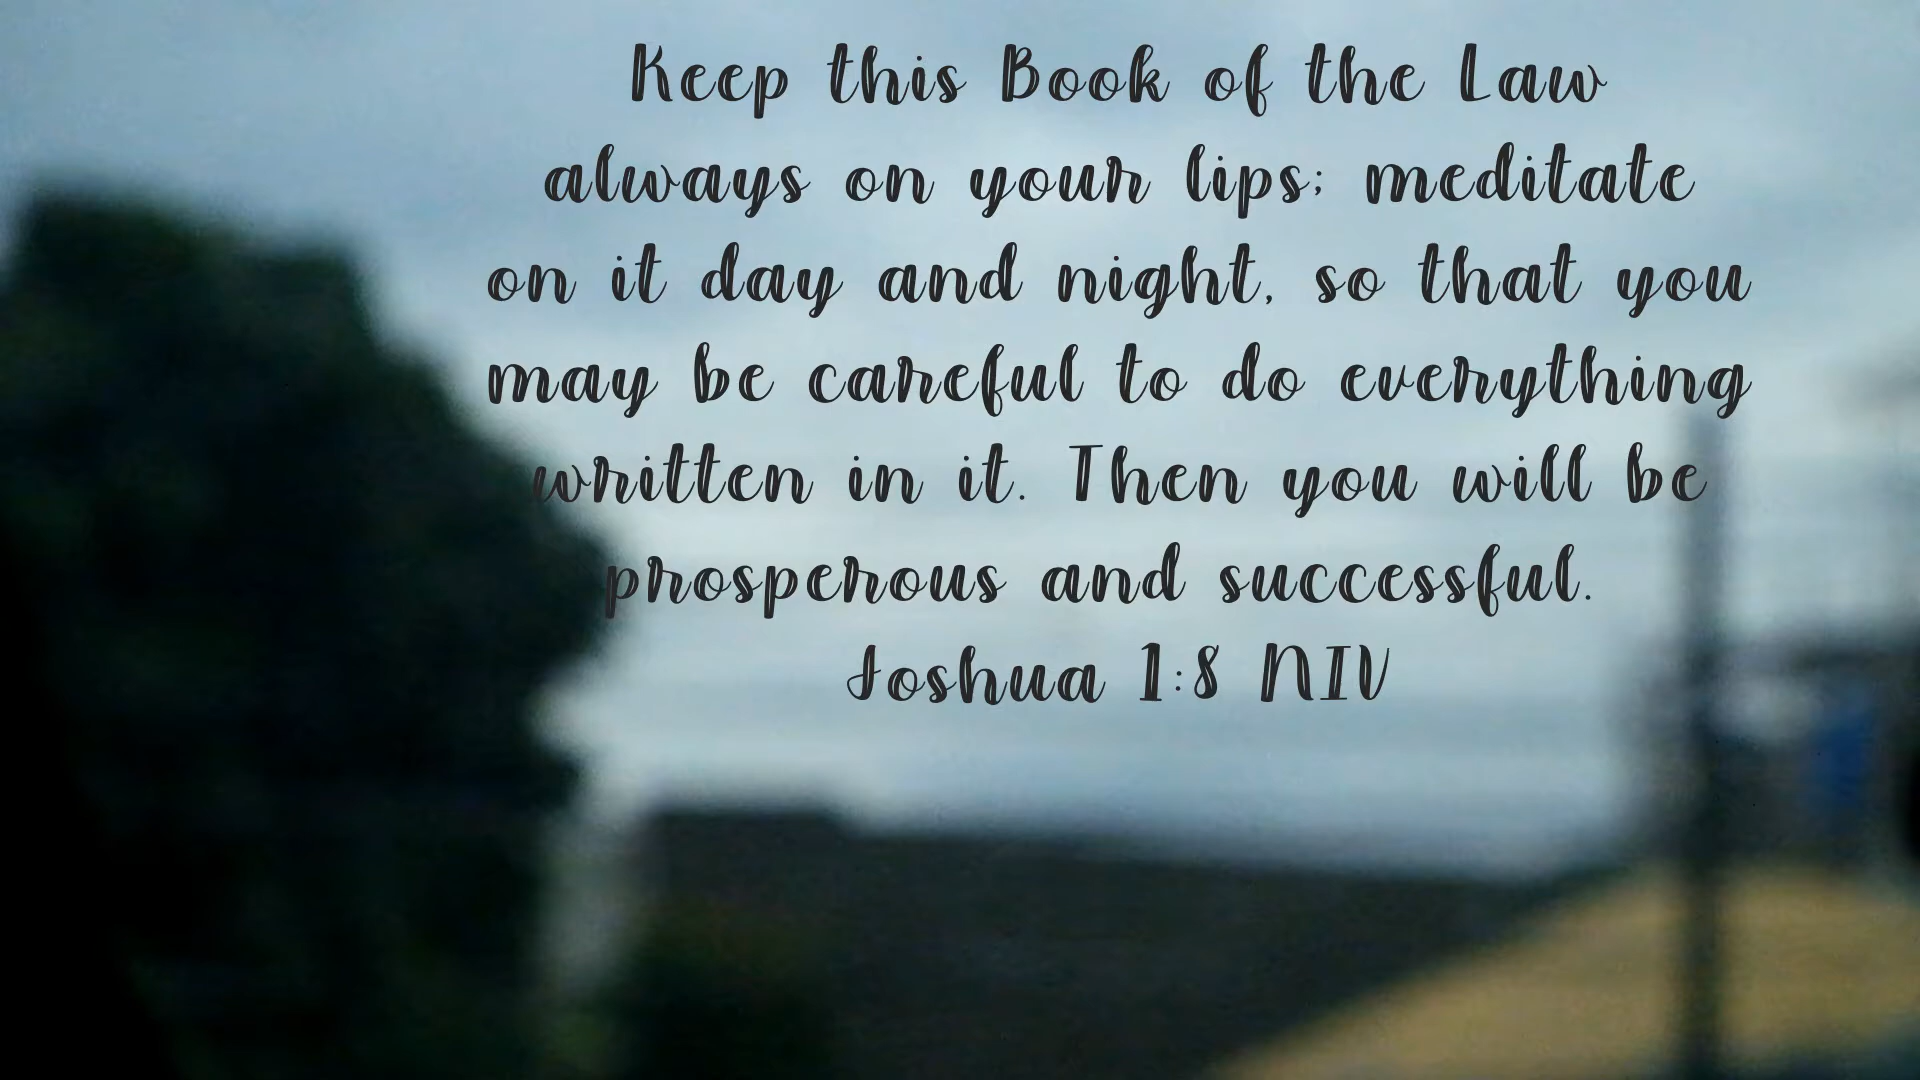 Keep this Book of the Law
always on your lips; meditate
on it day and night, so that you
may be careful to do everything
written in it. Then you will be
prosperous and successful.
Joshua 1:8 NIV